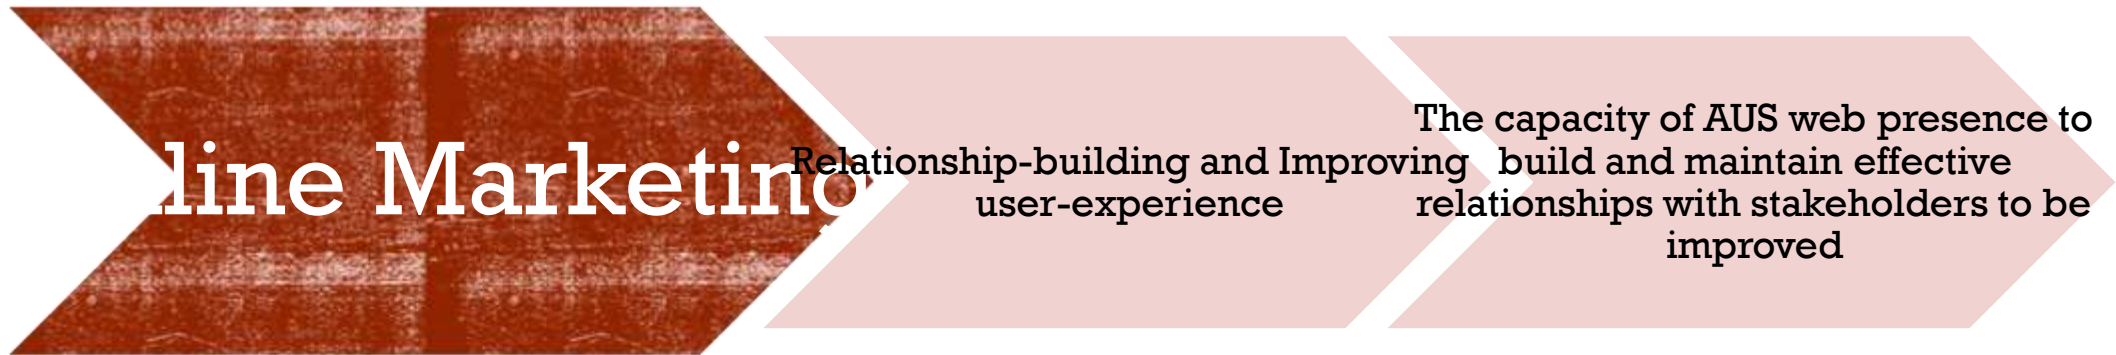 line Marketing
Relationship-building and Improving
user-experience
The capacity of AUS web presence to
build and maintain effective
relationships with stakeholders to be
improved